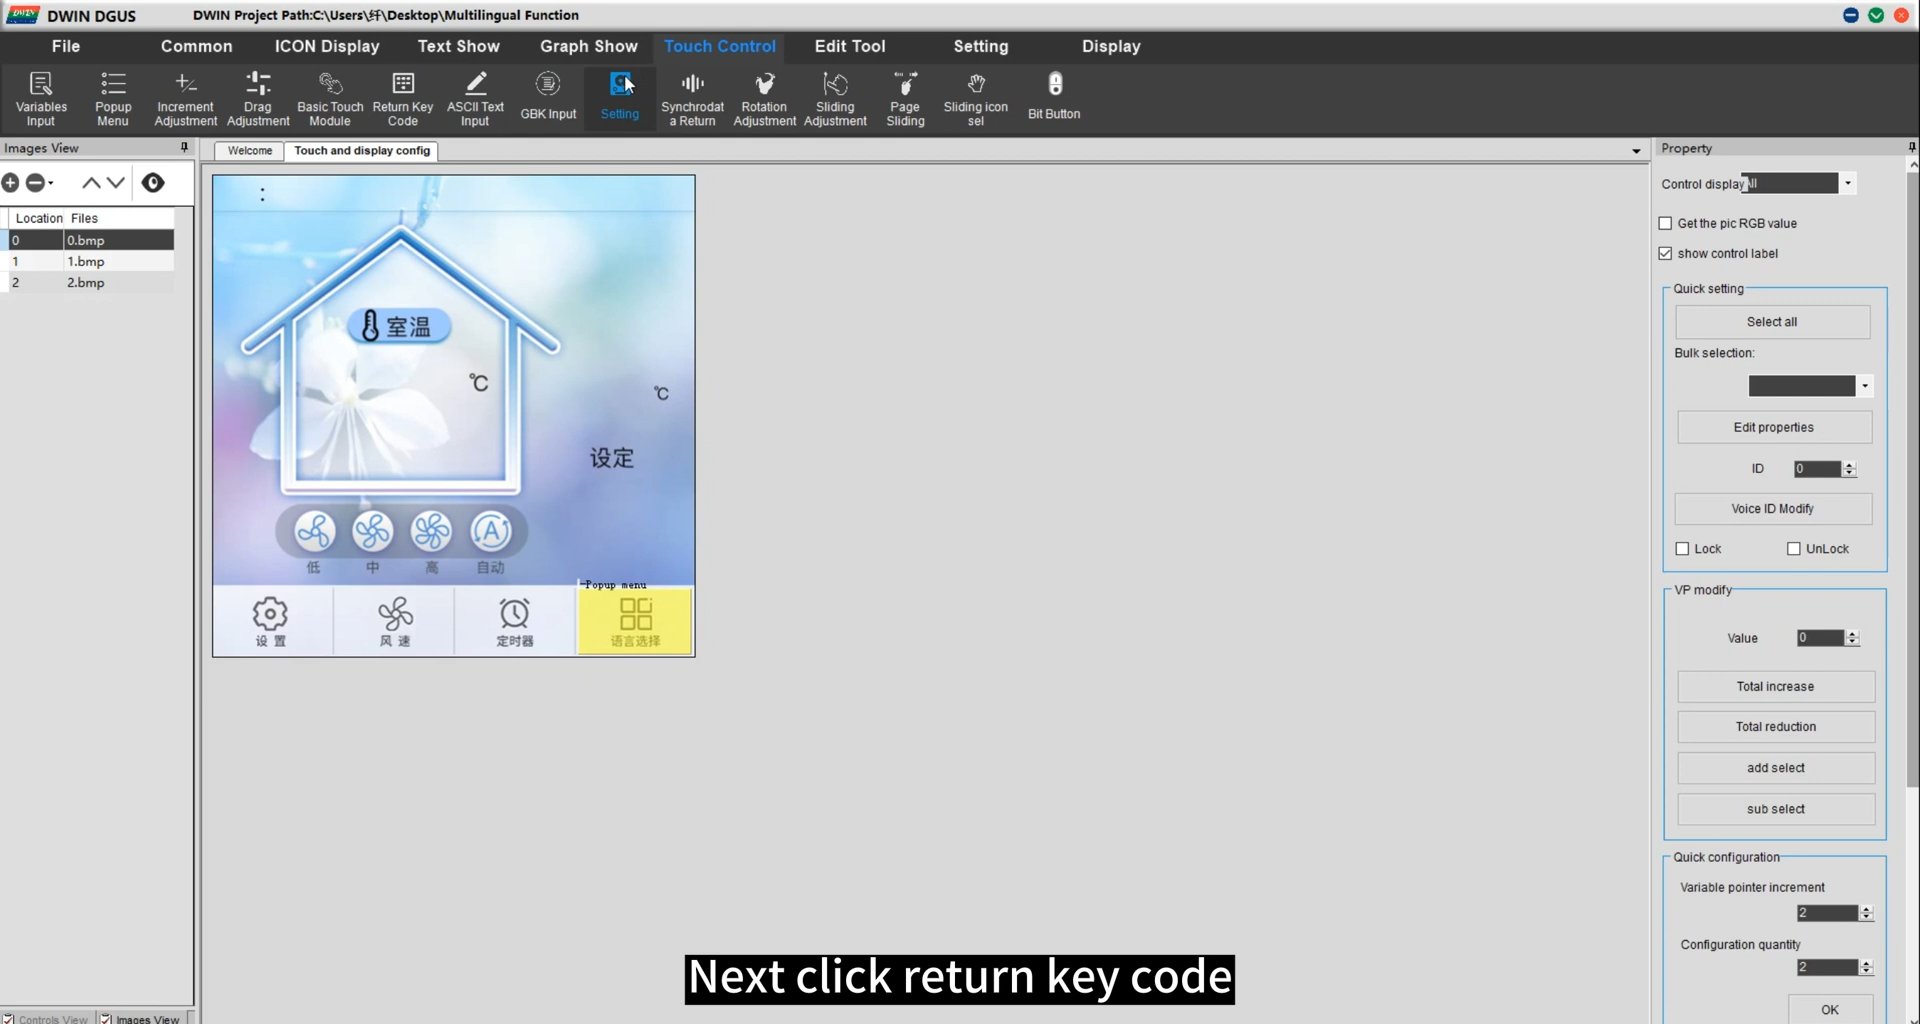 DWIN DGUS
DWIN Project Path:C:\Users\纤\Desktop\Multilingual Function
File
Common
ICON Display
Text Show
Graph Show
Touch Control
Edit Tool
Setting
Display
Variables
Input
Popup
Menu
Increment
Adjustment
Drag
Adjustment
Basic Touch
Module
Return Key
Code
ASCII Text
Input
GBK Input
Setting
Synchrodat
a Return
Rotation
Adjustment
Sliding
Adjustment
Page
Sliding
Sliding icon
sel
Bit Button
Images View
Location Files
0 0.bmp
1 1.bmp
2 2.bmp
Welcome
Touch and display config
:
室温
℃
℃
设定
A
低
中
高
自动
Popup menu
设 置
风 速
定时器
语言选择
Property
Control display
Get the pic RGB value
show control label
Quick setting
Select all
Bulk selection:
Edit properties
ID 0
Voice ID Modify
Lock
UnLock
VP modify
Value 0
Total increase
Total reduction
add select
sub select
Quick configuration
Variable pointer increment
2
Configuration quantity
2
OK
Controls View
Images View
Next click return key code